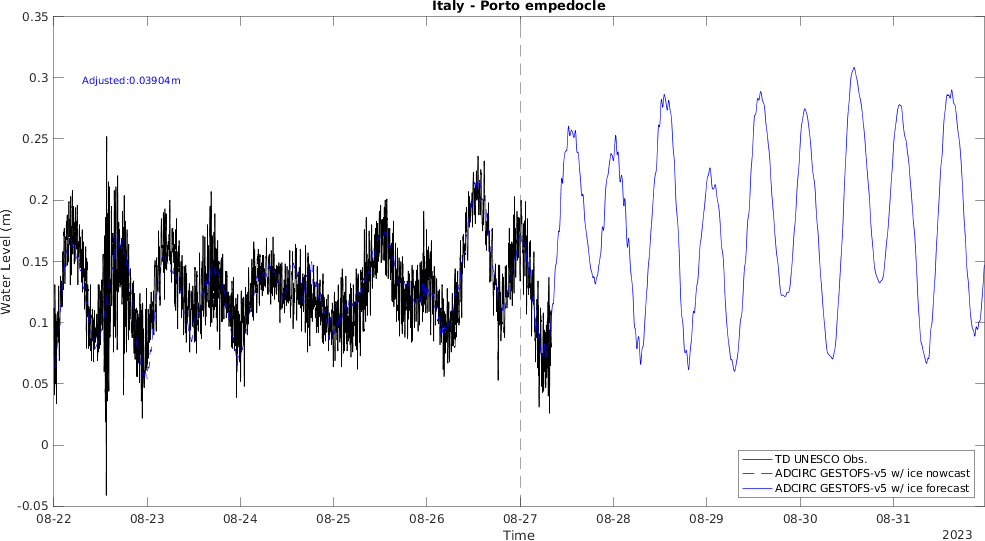 Italy - Porto empedocle
0.35
0.3
0.25
0.2
0.15
0.1
0.05
0
-0.05
Water Level (m)
Adjusted:0.03904m
TD UNESCO Obs.
ADCIRC GESTOFS-v5 w/ ice nowcast
ADCIRC GESTOFS-v5 w/ ice forecast
08-22 08-23 08-24 08-25 08-26 08-27 08-28 08-29 08-30 08-31
Time
2023